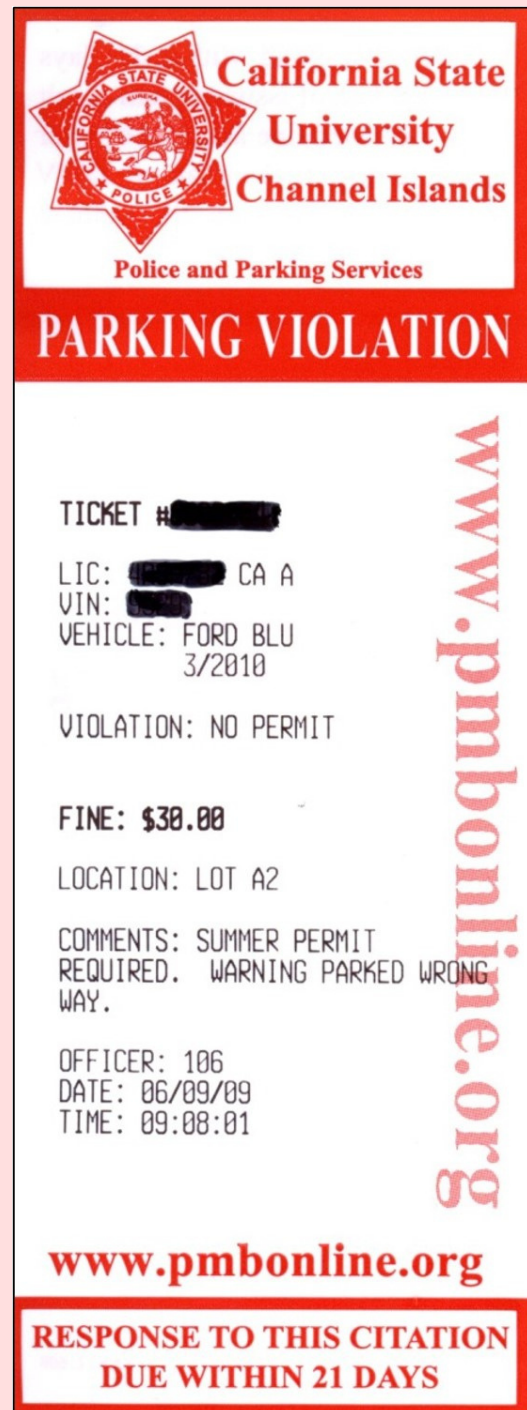 CALIFORNIA STATE UNIVERSITY
EUREKA
POLICE
California State
University
Channel Islands
Police and Parking Services
PARKING VIOLATION
www.pmbonline.org
TICKET #
LIC: CA A
VIN:
VEHICLE: FORD BLU
3/2010
VIOLATION: NO PERMIT
FINE: $30.00
LOCATION: LOT A2
COMMENTS: SUMMER PERMIT
REQUIRED. WARNING PARKED WRONG
WAY.
OFFICER: 106
DATE: 06/09/09
TIME: 09:08:01
www.pmbonline.org
RESPONSE TO THIS CITATION
DUE WITHIN 21 DAYS